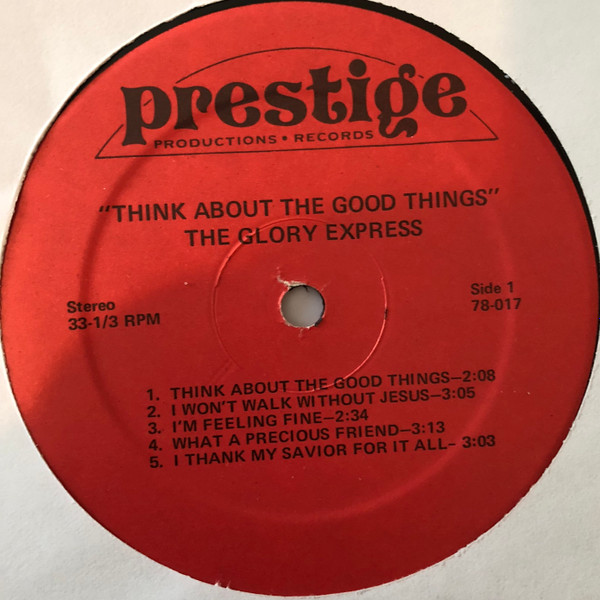 prestige
PRODUCTIONS • RECORDS
"THINK ABOUT THE GOOD THINGS"
THE GLORY EXPRESS
Stereo
33-1/3 RPM
Side 1
78-017
1. THINK ABOUT THE GOOD THINGS—2:08
2. I WON'T WALK WITHOUT JESUS—3:05
3. I'M FEELING FINE—2:34
4. WHAT A PRECIOUS FRIEND—3:13
5. I THANK MY SAVIOR FOR IT ALL– 3:03